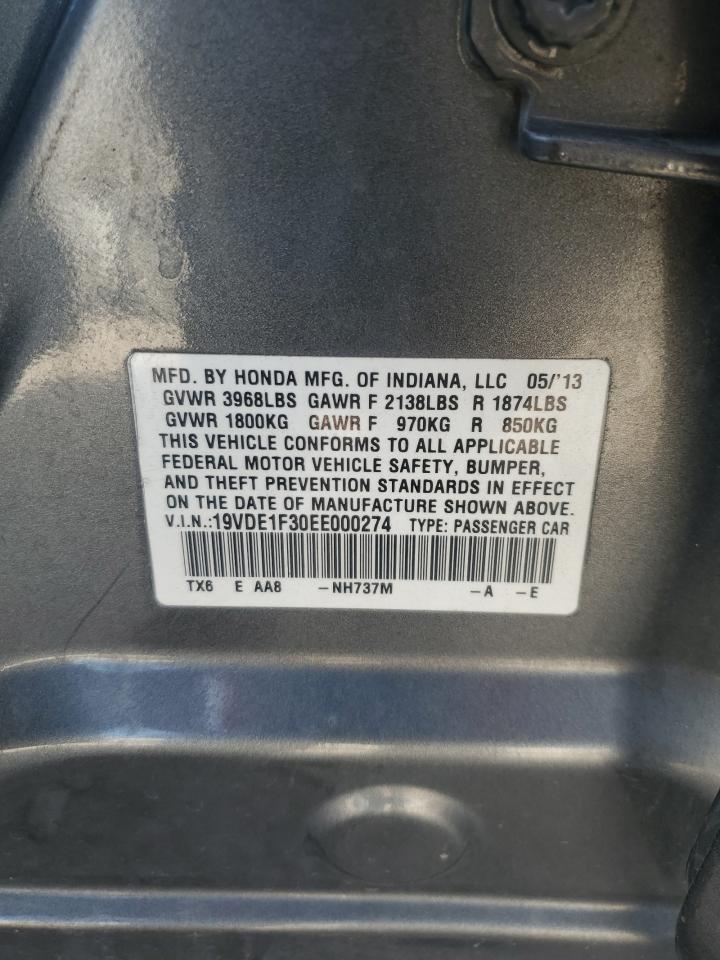 MFD. BY HONDA MFG. OF INDIANA, LLC 05/'13
GVWR 3968LBS GAWR F 2138LBS R 1874LBS
GVWR 1800KG GAWR F 970KG R 850KG
THIS VEHICLE CONFORMS TO ALL APPLICABLE
FEDERAL MOTOR VEHICLE SAFETY, BUMPER,
AND THEFT PREVENTION STANDARDS IN EFFECT
ON THE DATE OF MANUFACTURE SHOWN ABOVE.
V.I.N.:19VDE1F30EE000274 TYPE: PASSENGER CAR
TX6 E AA8 -NH737M -A -E